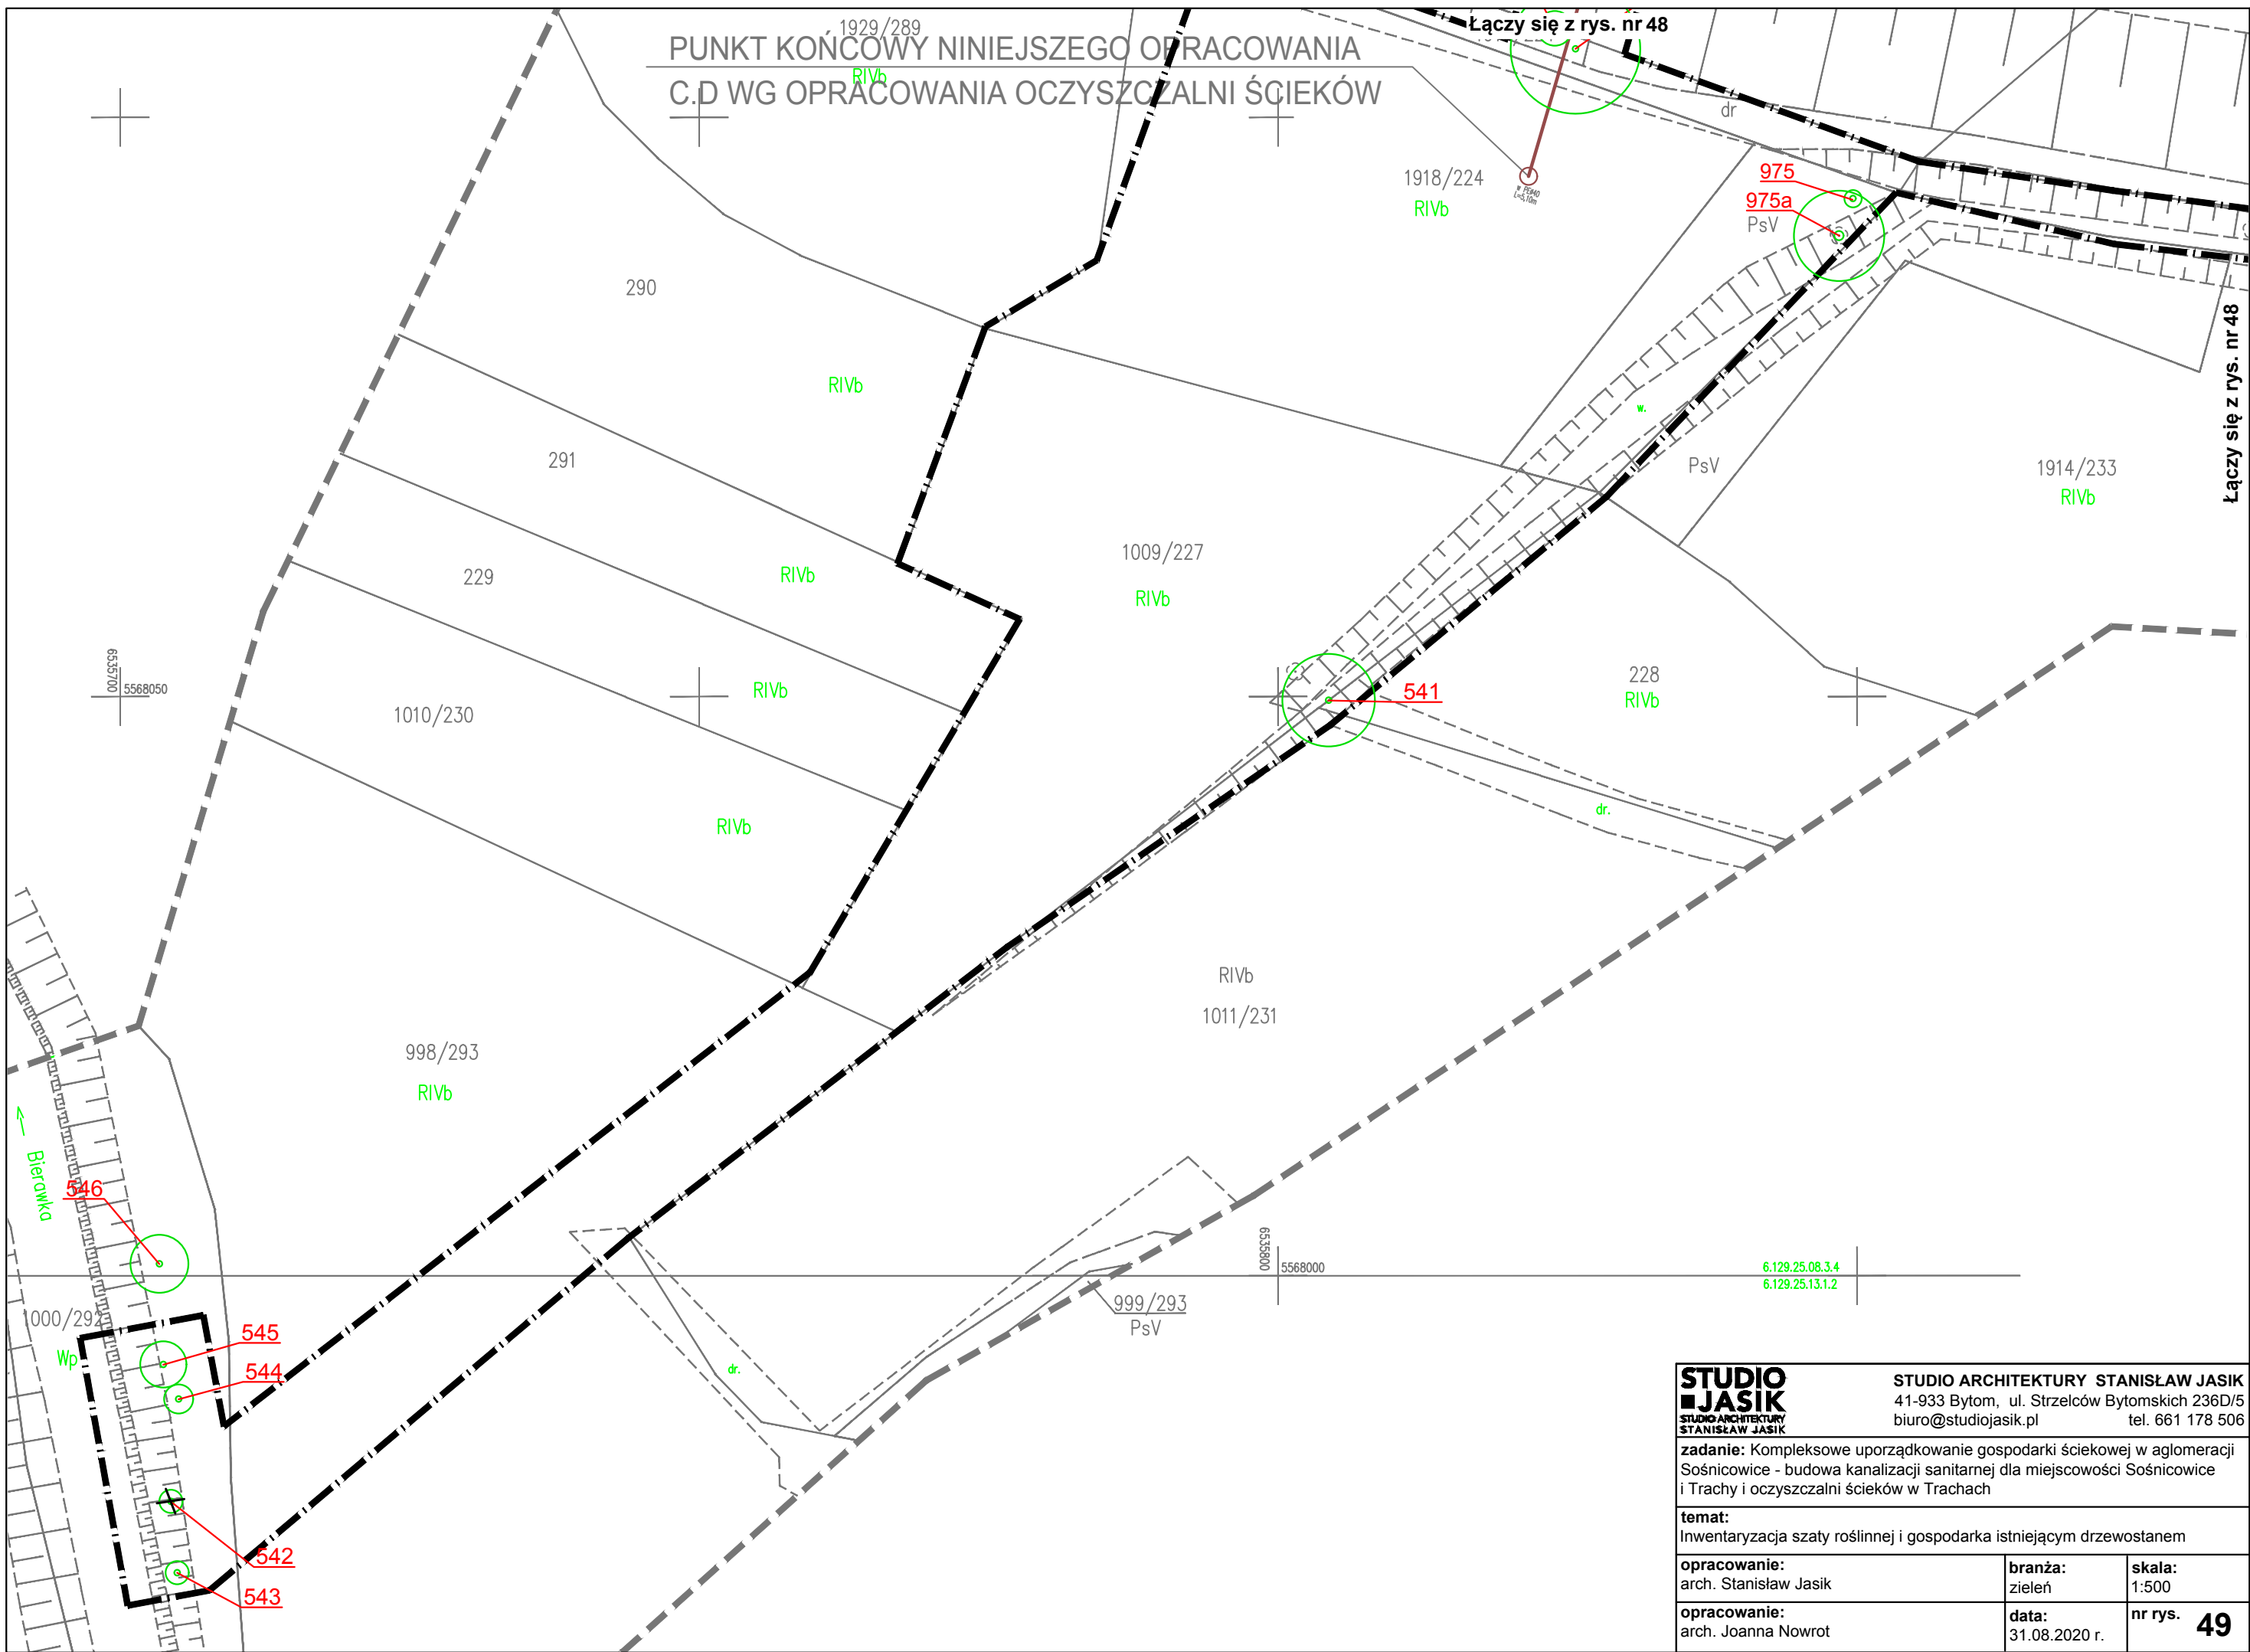 1929/289
Łączy się z rys. nr 48
PUNKT KOŃCOWY NINIEJSZEGO OPRACOWANIA
RIVb
C.D WG OPRACOWANIA OCZYSZCZALNI ŚCIEKÓW
dr
1918/224
RIVb
w PE#40
L=5,10m
975
975a
PsV
290
RIVb
Łączy się z rys. nr 48
w.
291
PsV
1914/233
RIVb
1009/227
RIVb
229
RIVb
6535700
5568050
RIVb
1010/230
541
228
RIVb
RIVb
dr.
RIVb
1011/231
998/293
RIVb
Bierawka
546
6535800
5568000
6.129.25.08.3.4
6.129.25.13.1.2
999/293
PsV
1000/292
Wp
545
544
dr.
542
543
STUDIO
JASIK
STUDIO ARCHITEKTURY
STANISŁAW JASIK
STUDIO ARCHITEKTURY STANISŁAW JASIK
41-933 Bytom, ul. Strzelców Bytomskich 236D/5
biuro@studiojasik.pl tel. 661 178 506
zadanie: Kompleksowe uporządkowanie gospodarki ściekowej w aglomeracji
Sośnicowice - budowa kanalizacji sanitarnej dla miejscowości Sośnicowice
i Trachy i oczyszczalni ścieków w Trachach
temat:
Inwentaryzacja szaty roślinnej i gospodarka istniejącym drzewostanem
opracowanie:
arch. Stanisław Jasik
branża:
zieleń
skala:
1:500
opracowanie:
arch. Joanna Nowrot
data:
31.08.2020 r.
nr rys. 49